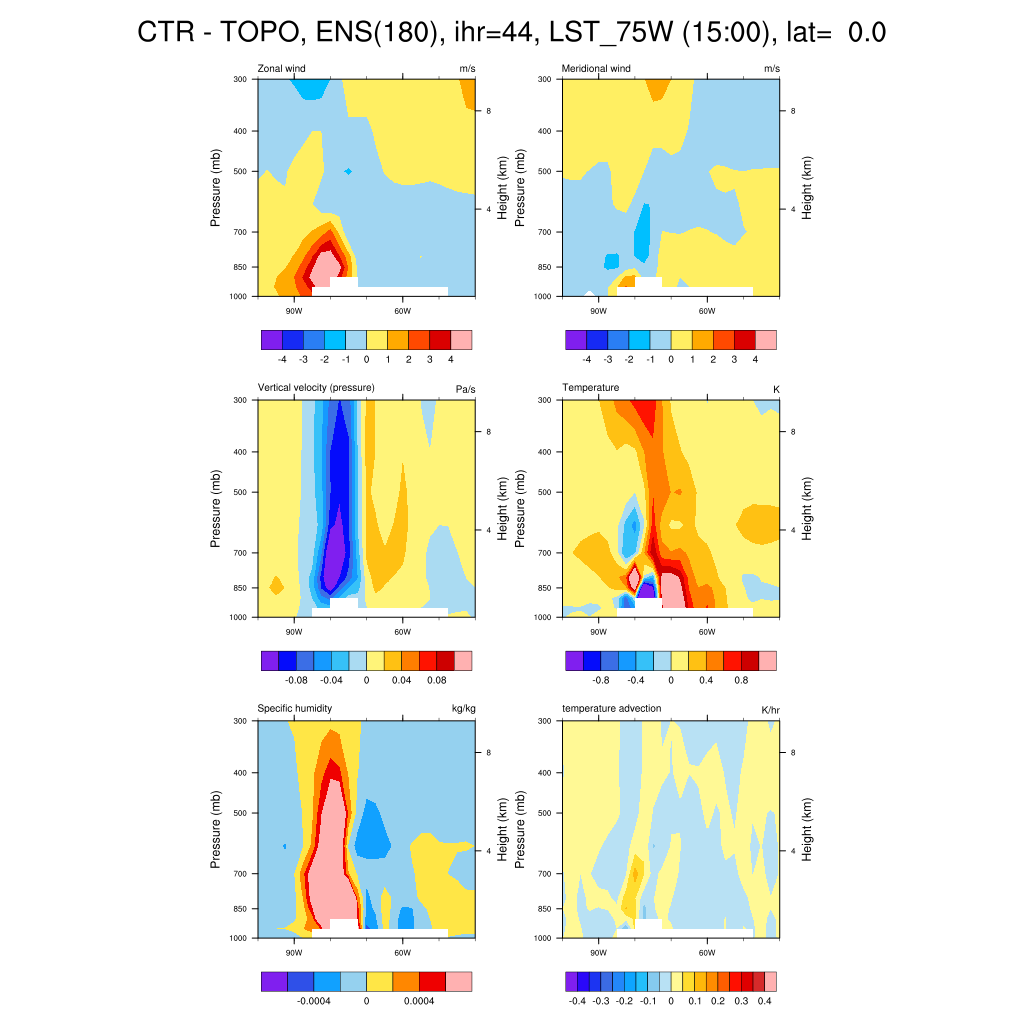 CTR - TOPO, ENS(180), ihr=44, LST_75W (15:00), lat=  0.0
Zonal wind m/s
Pressure (mb)
300
400
500
700
850
1000
8
4
Height (km)
90W 60W
-4 -3 -2 -1 0 1 2 3 4
Meridional wind m/s
Pressure (mb)
300
400
500
700
850
1000
8
4
Height (km)
90W 60W
-4 -3 -2 -1 0 1 2 3 4
Vertical velocity (pressure) Pa/s
Pressure (mb)
300
400
500
700
850
1000
8
4
Height (km)
90W 60W
-0.08 -0.04 0 0.04 0.08
Temperature K
Pressure (mb)
300
400
500
700
850
1000
8
4
Height (km)
90W 60W
-0.8 -0.4 0 0.4 0.8
Specific humidity kg/kg
Pressure (mb)
300
400
500
700
850
1000
8
4
Height (km)
90W 60W
-0.0004 0 0.0004
temperature advection K/hr
Pressure (mb)
300
400
500
700
850
1000
8
4
Height (km)
90W 60W
-0.4 -0.3 -0.2 -0.1 0 0.1 0.2 0.3 0.4